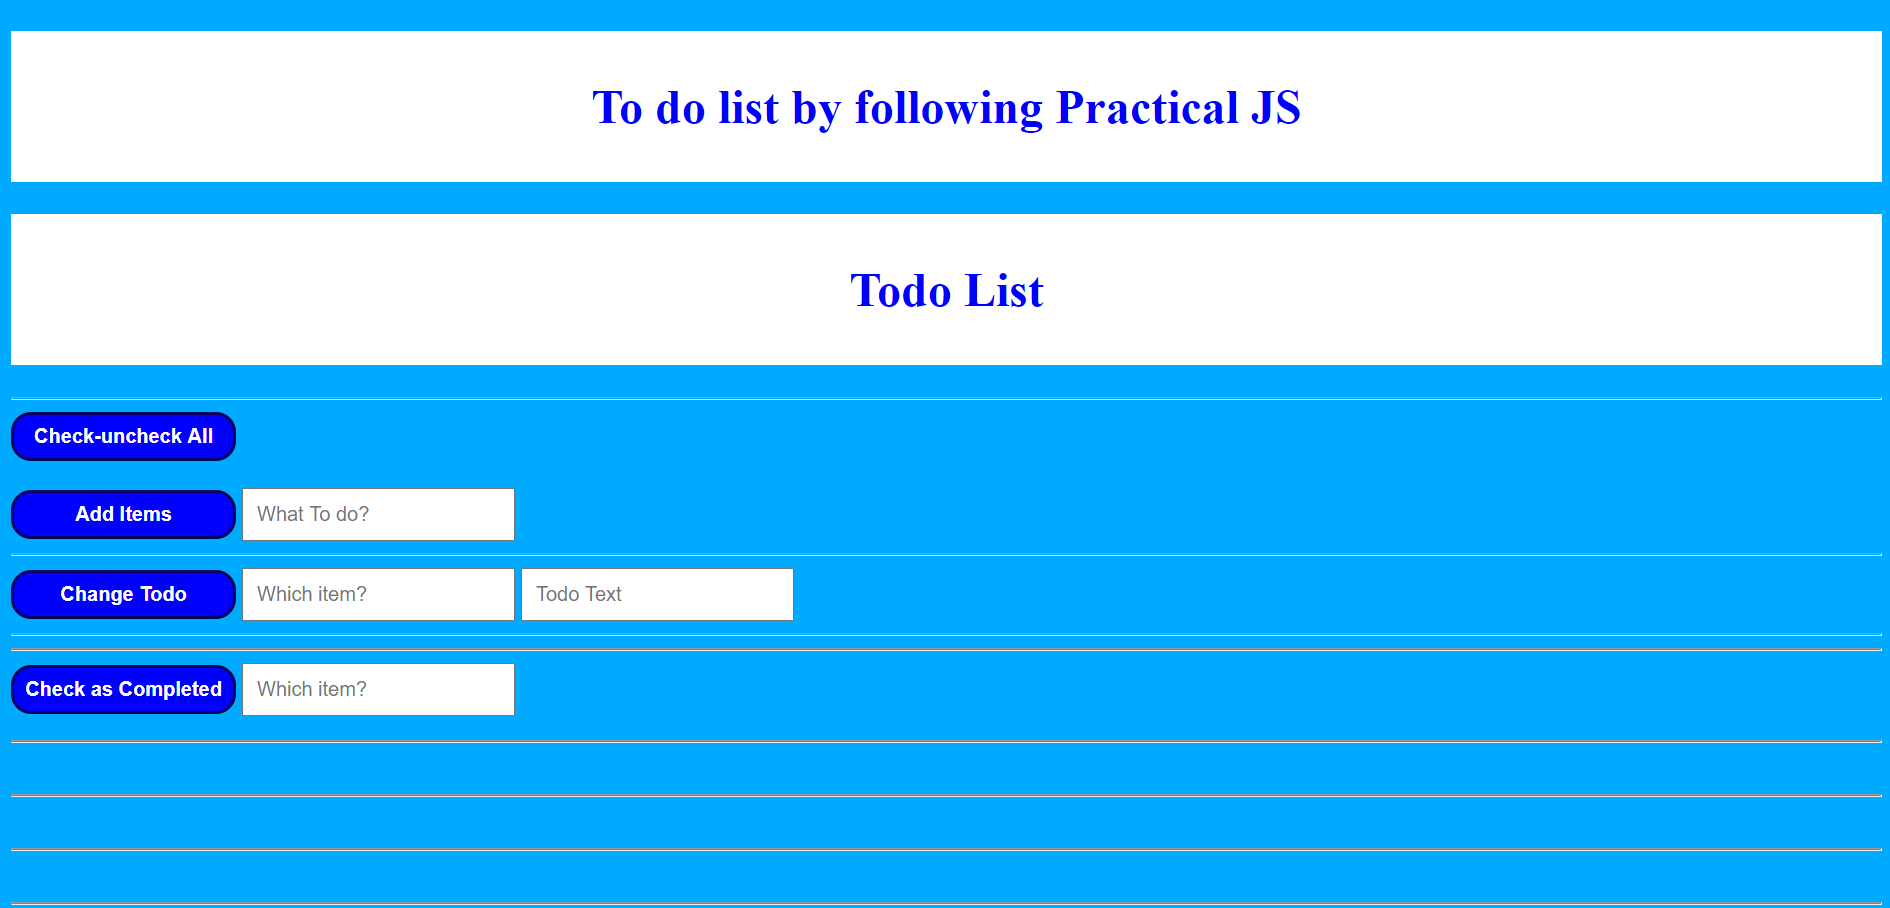 To do list by following Practical JS
Todo List
Check-uncheck All
Add Items What To do?
Change Todo Which item? Todo Text
Check as Completed Which item?